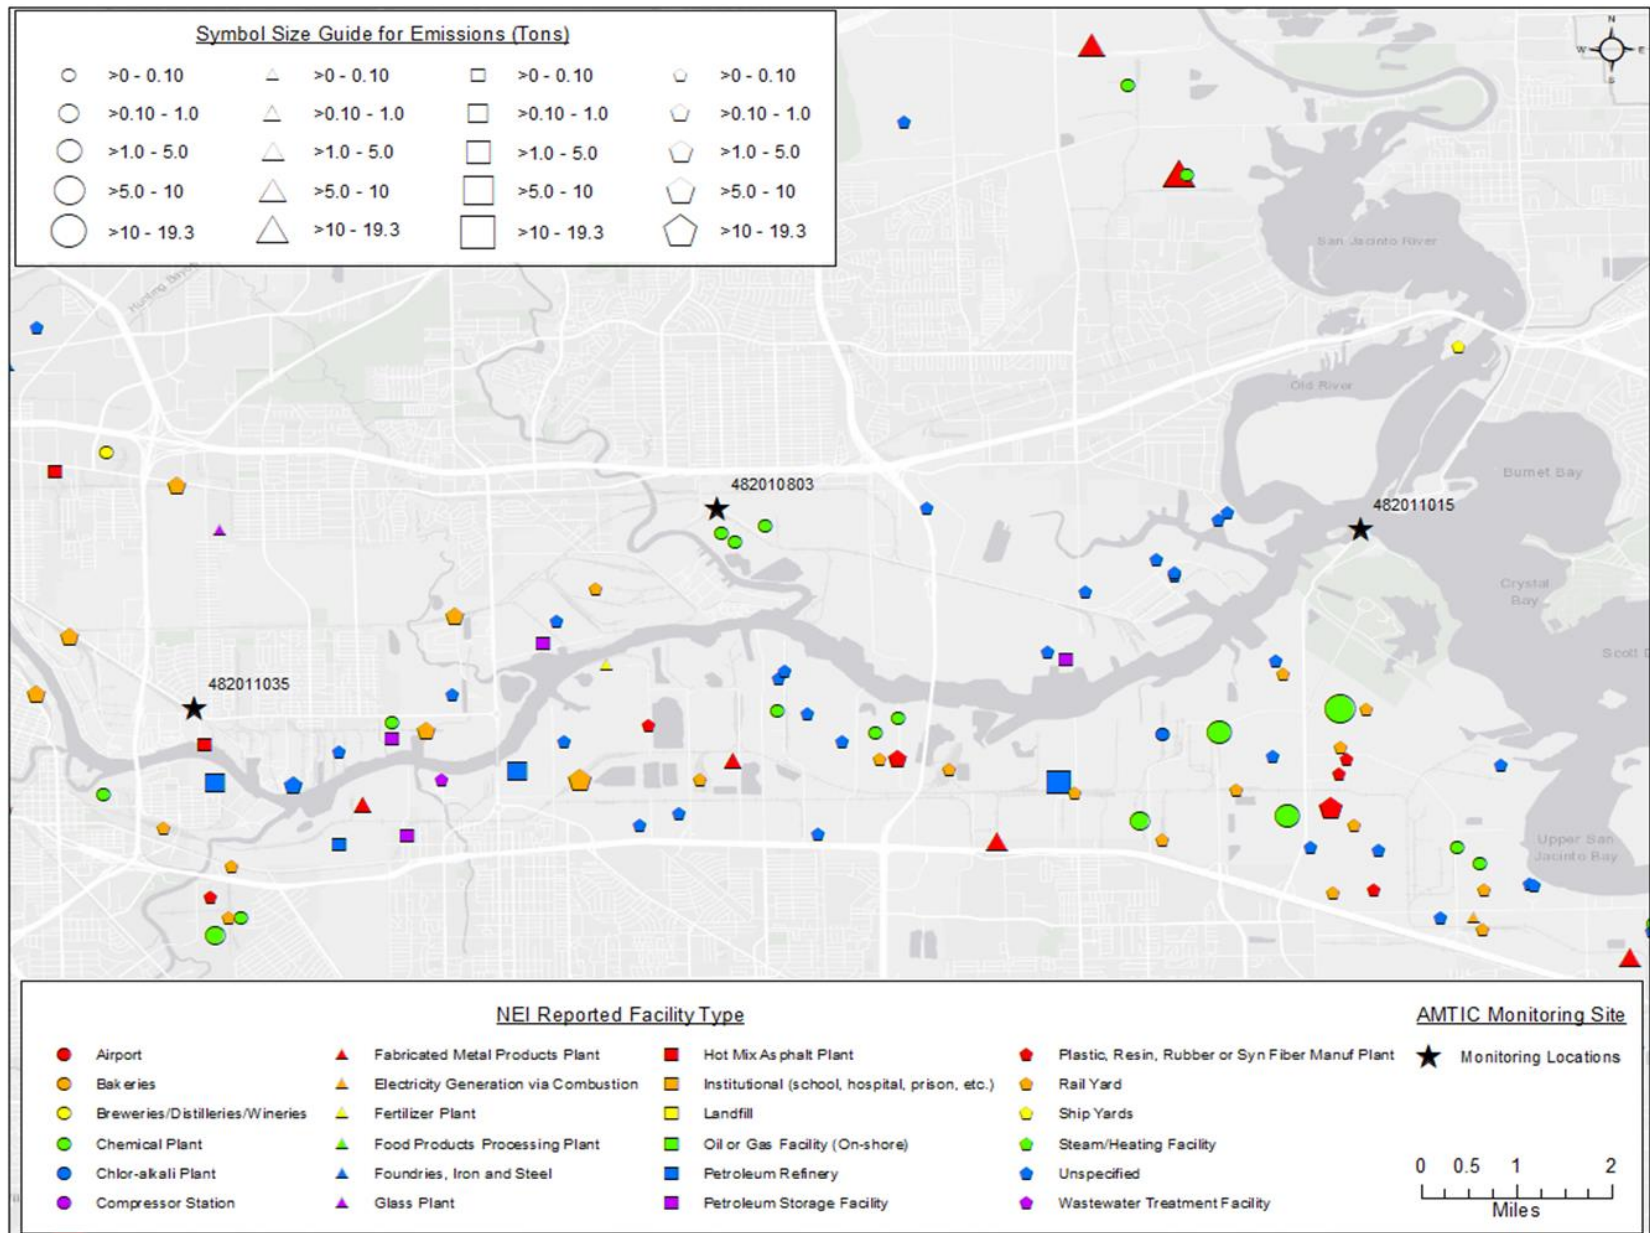 Symbol Size Guide for Emissions (Tons)
>0 - 0.10 >0 - 0.10 >0 - 0.10 >0 - 0.10
>0.10 - 1.0 >0.10 - 1.0 >0.10 - 1.0 >0.10 - 1.0
>1.0 - 5.0 >1.0 - 5.0 >1.0 - 5.0 >1.0 - 5.0
>5.0 - 10 >5.0 - 10 >5.0 - 10 >5.0 - 10
>10 - 19.3 >10 - 19.3 >10 - 19.3 >10 - 19.3
N
W E
S
San Jacinto River
Hunting
Old River
Burnet Bay
482010803
482011015
Crystal
Bay
482011035
Upper San
Jacinto Bay
NEI Reported Facility Type
AMTIC Monitoring Site
Airport Fabricated Metal Products Plant Hot Mix Asphalt Plant Plastic, Resin, Rubber or Syn Fiber Manuf Plant Monitoring Locations
Bakeries Electricity Generation via Combustion Institutional (school, hospital, prison, etc.) Rail Yard
Breweries/Distilleries/Wineries Fertilizer Plant Landfill Ship Yards
Chemical Plant Food Products Processing Plant Oil or Gas Facility (On-shore) Steam/Heating Facility
Chlor-alkali Plant Foundries, Iron and Steel Petroleum Refinery Unspecified
Compressor Station Glass Plant Petroleum Storage Facility Wastewater Treatment Facility
0 0.5 1 2
Miles